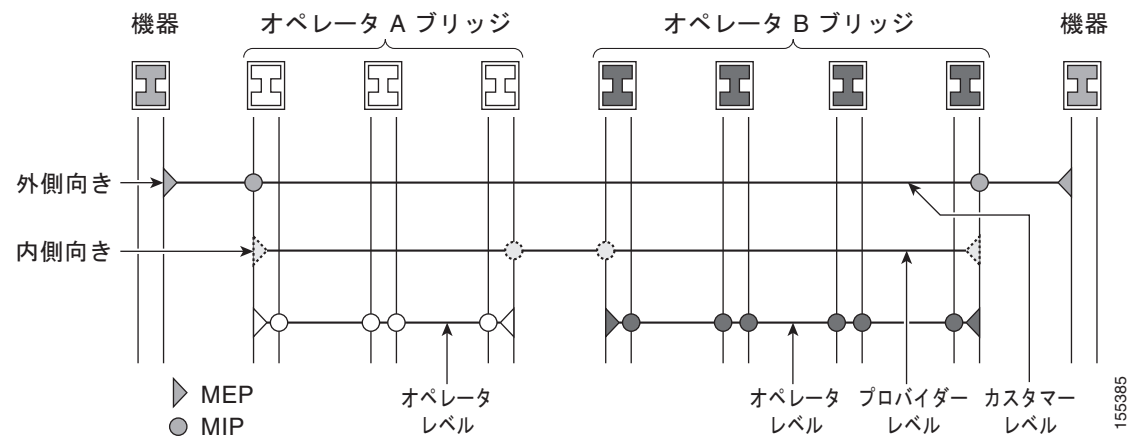 機器
オペレータ A ブリッジ
オペレータ B ブリッジ
機器
外側向き
内側向き
MEP
MIP
オペレータ
レベル
オペレータ
レベル
プロバイダー
レベル
カスタマー
レベル
155385